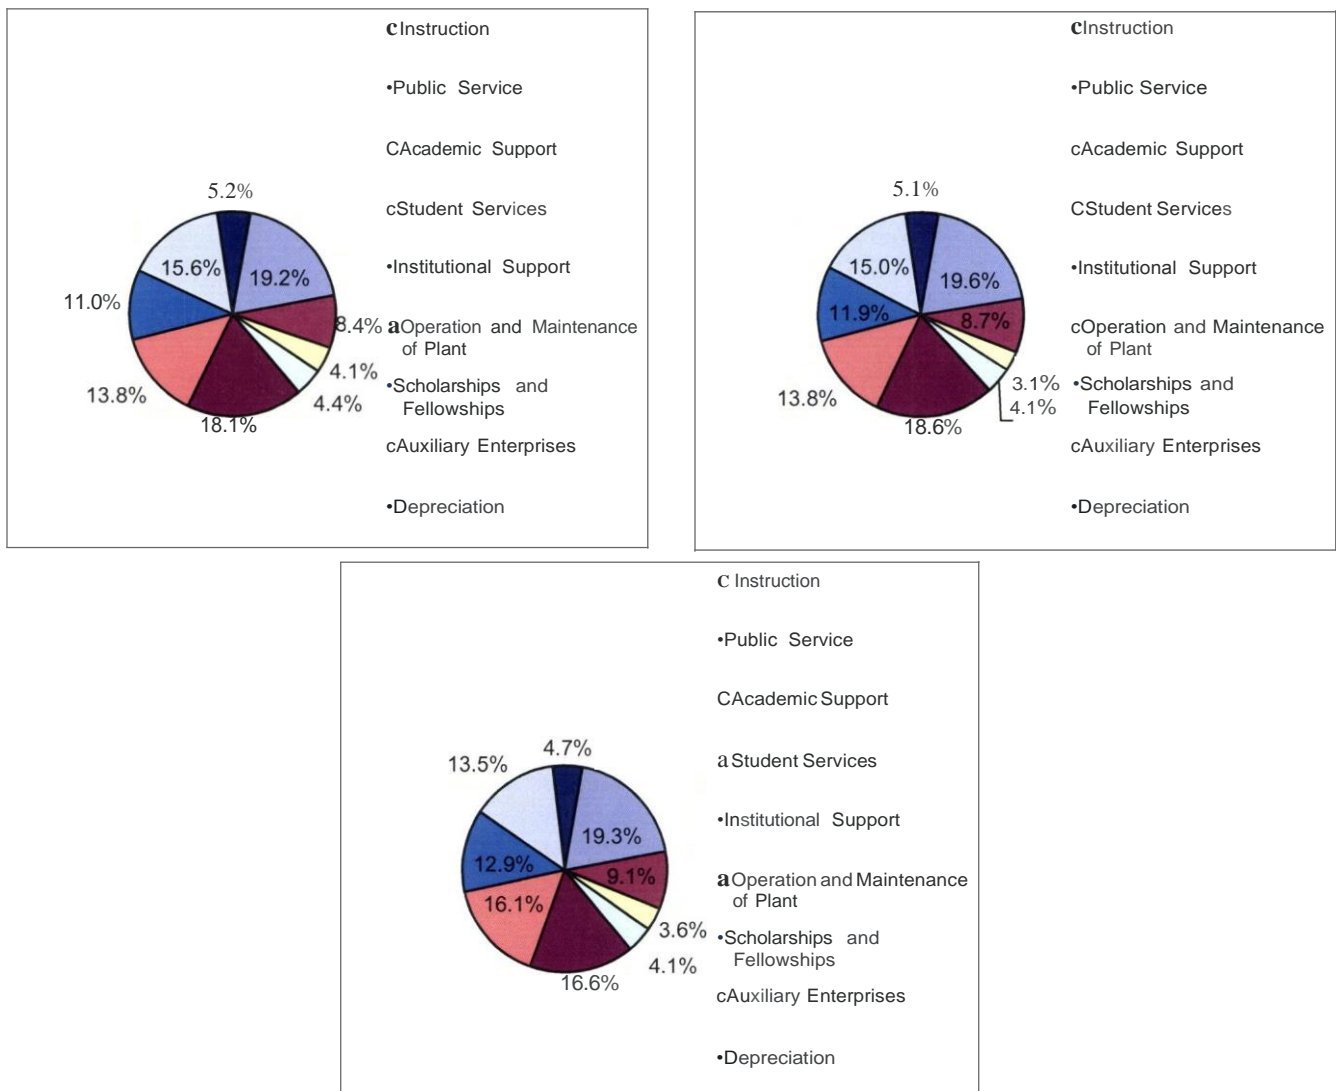 cInstruction
•Public Service
CAcademic Support
cStudent Services
•Institutional Support
aOperation and Maintenance
of Plant
•Scholarships and
Fellowships
cAuxiliary Enterprises
•Depreciation
5.2%
19.2%
8.4%
4.1%
4.4%
18.1%
13.8%
11.0%
15.6%
cInstruction
•Public Service
cAcademic Support
CStudent Services
•Institutional Support
cOperation and Maintenance
of Plant
•Scholarships and
Fellowships
cAuxiliary Enterprises
•Depreciation
5.1%
19.6%
8.7%
3.1%
4.1%
18.6%
13.8%
11.9%
15.0%
c Instruction
•Public Service
CAcademic Support
a Student Services
•Institutional Support
aOperation and Maintenance
of Plant
•Scholarships and
Fellowships
cAuxiliary Enterprises
•Depreciation
4.7%
19.3%
9.1%
3.6%
4.1%
16.6%
16.1%
12.9%
13.5%